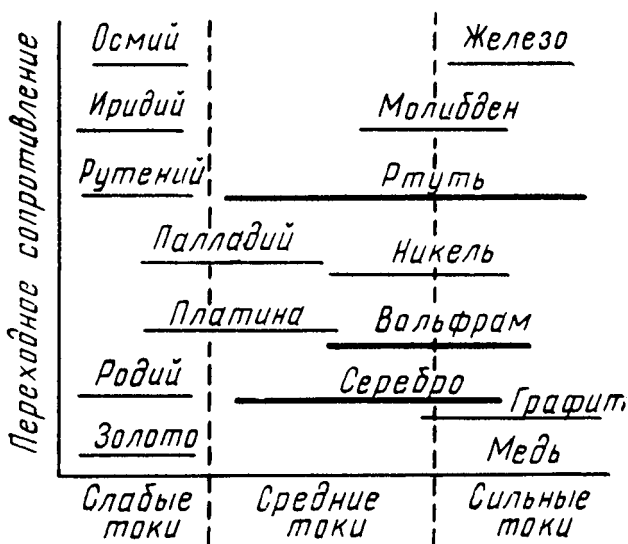 Переходное сопротивление
Осмий
Железо
Иридий
Молибден
Рутений
Ртуть
Палладий
Никель
Платина
Вольфрам
Родий
Серебро
Графит
Золото
Медь
Слабые
токи
Средние
токи
Сильные
токи